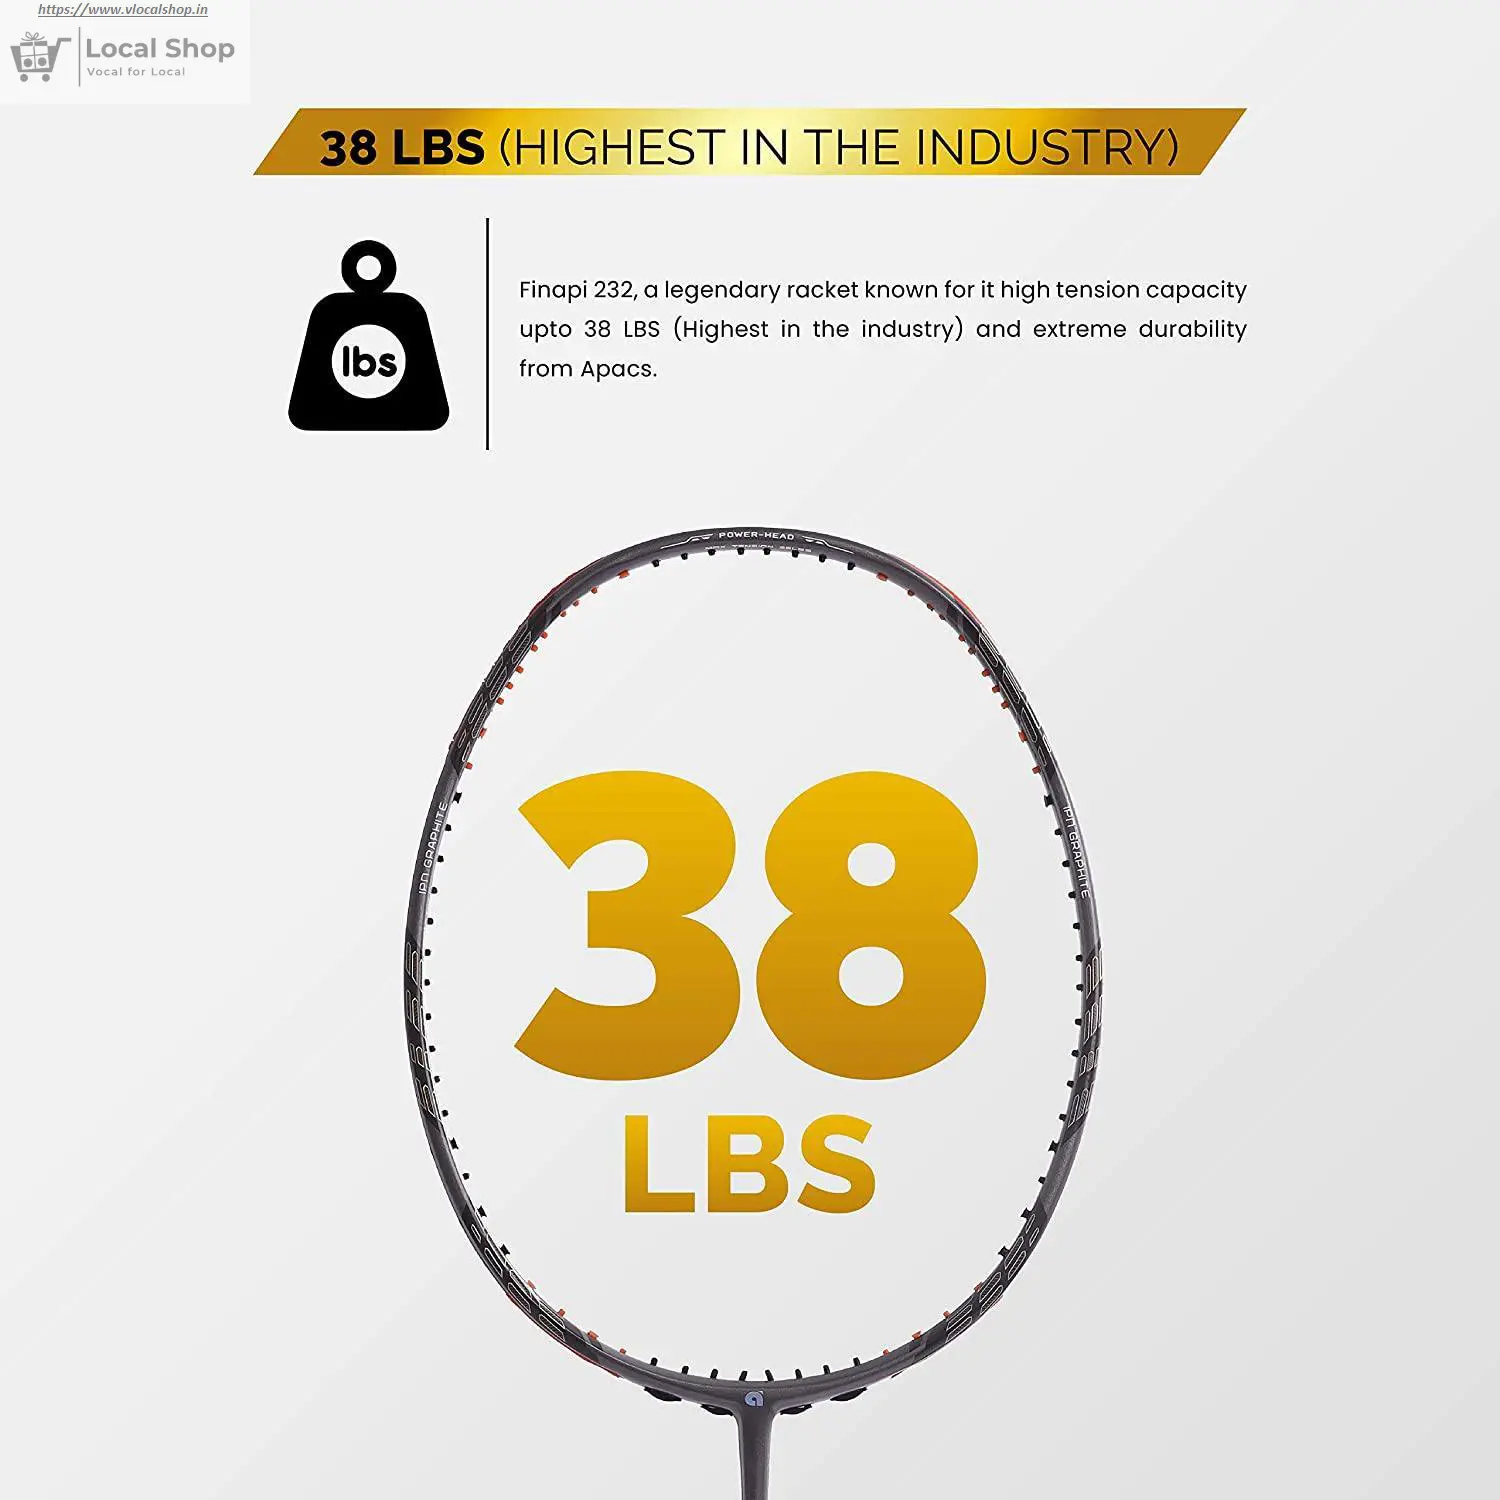 https://www.vlocalshop.in
Local Shop
Vocal for Local
38 LBS (HIGHEST IN THE INDUSTRY)
lbs
Finapi 232, a legendary racket known for it high tension capacity
upto 38 LBS (Highest in the industry) and extreme durability
from Apacs.
POWER-HEAD
MAX TENSION
IPN GRAPHITE
IPN GRAPHITE
38
LBS